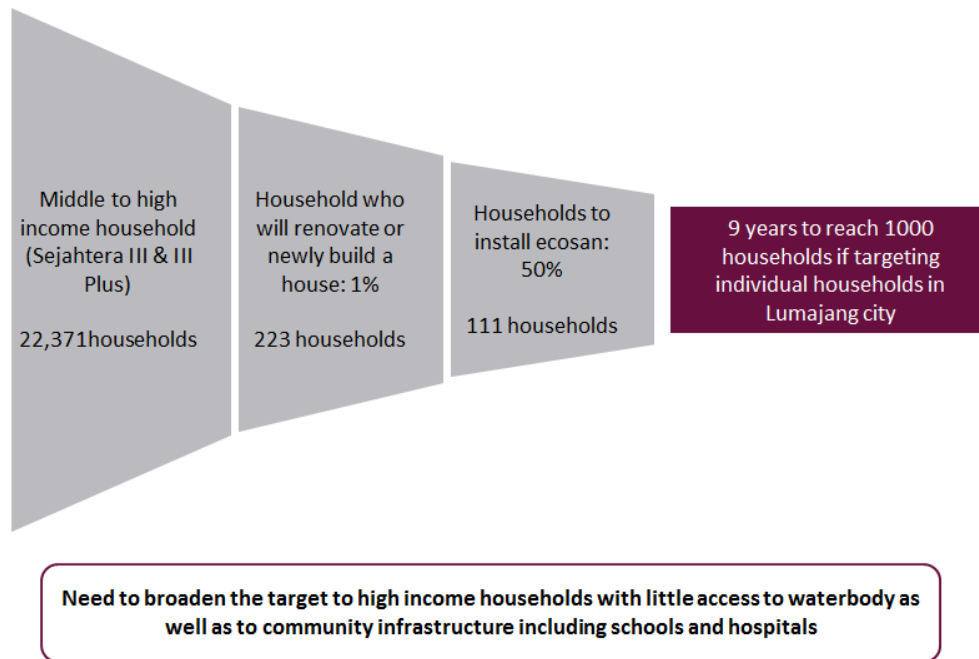 Middle to high
income household
(Sejahtera III & III
Plus)
22,371households
Household who
will renovate or
newly build a
house: 1%
223 households
Households to
install ecosan:
50%
111 households
9 years to reach 1000
households if targeting
individual households in
Lumajang city
Need to broaden the target to high income households with little access to waterbody as
well as to community infrastructure including schools and hospitals